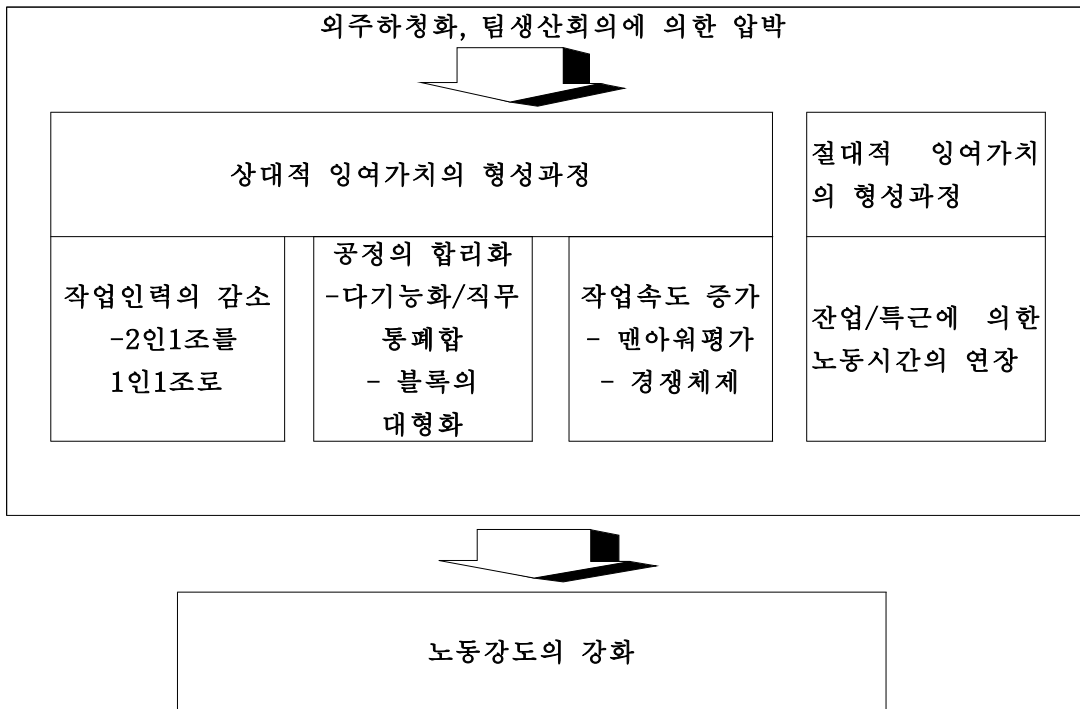 외주하청화, 팀생산회의에 의한 압박
상대적 잉여가치의 형성과정
절대적 잉여가치
의 형성과정
작업인력의 감소
-2인1조를
1인1조로
공정의 합리화
-다기능화/직무
통폐합
- 블록의
대형화
작업속도 증가
- 맨아워평가
- 경쟁체제
잔업/특근에 의한
노동시간의 연장
노동강도의 강화